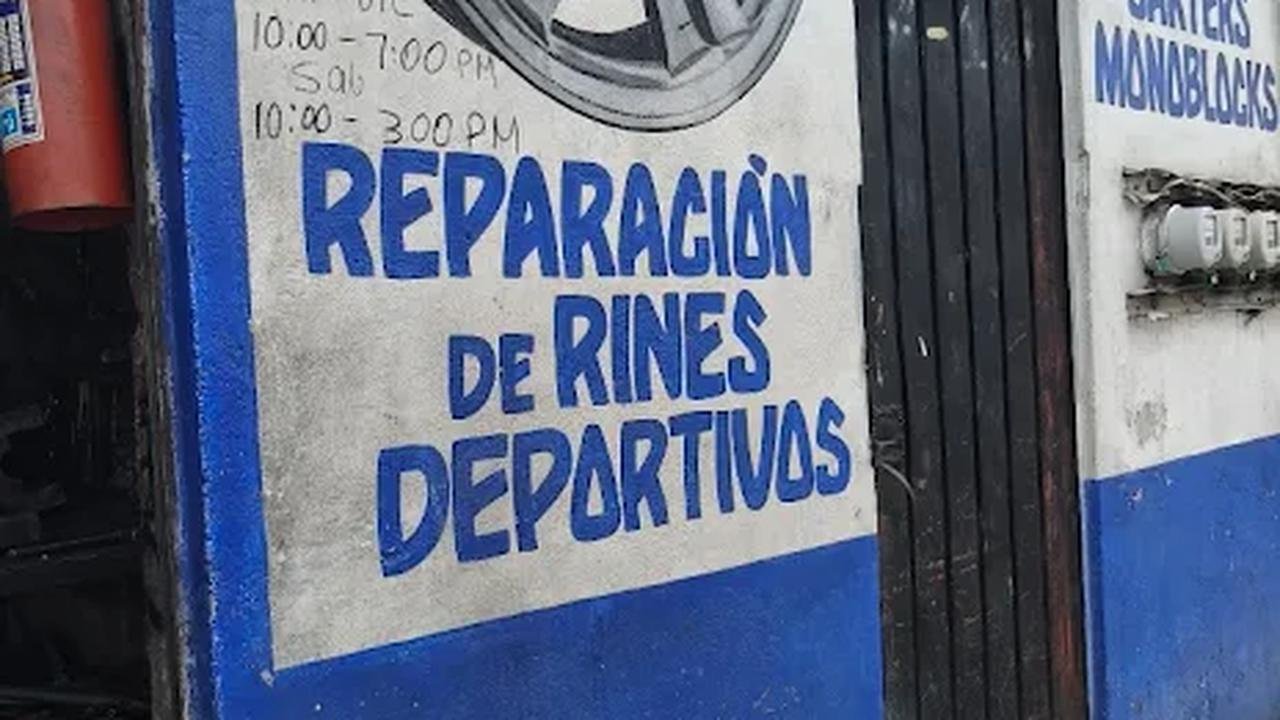 10:00 - 7:00 PM
Sab
10:00 - 3:00 PM
REPARACIÓN
DE RINES
DEPORTIVOS
MONOBLOCKS